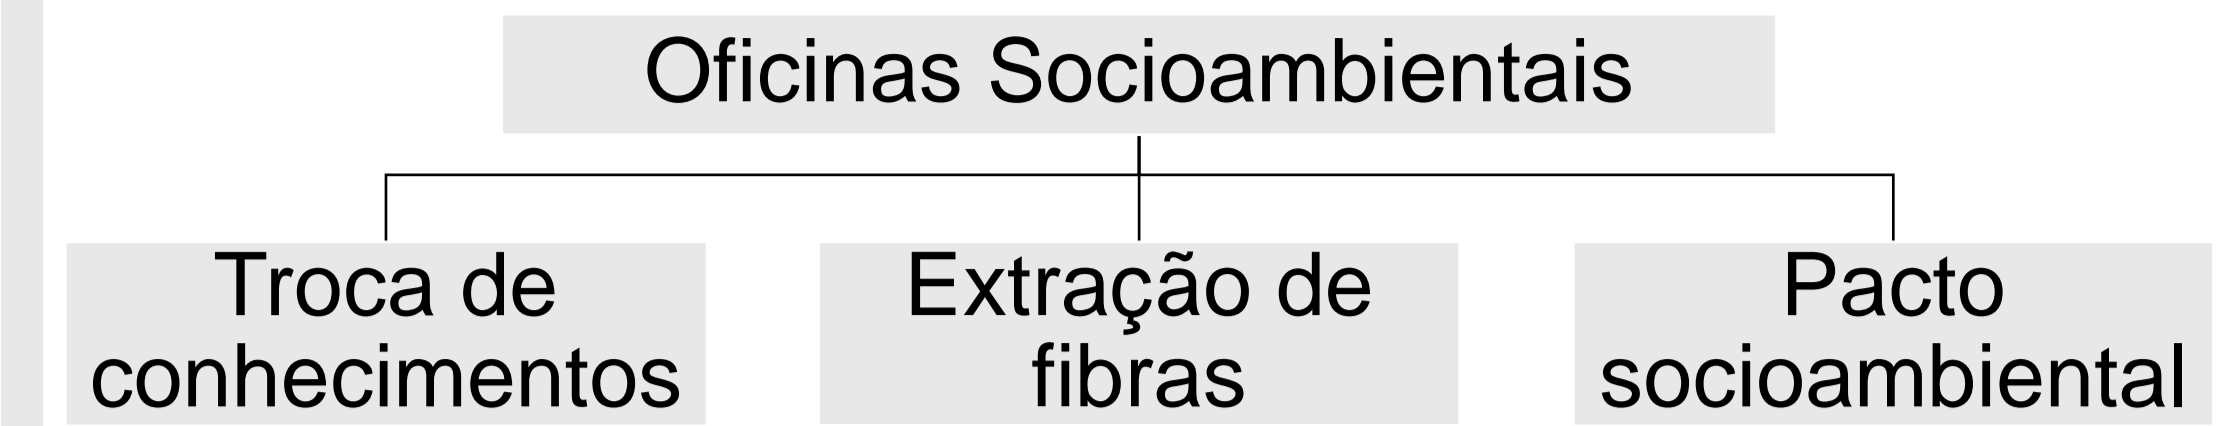 Oficinas Socioambientais
Troca de
conhecimentos
Extração de
fibras
Pacto
socioambiental